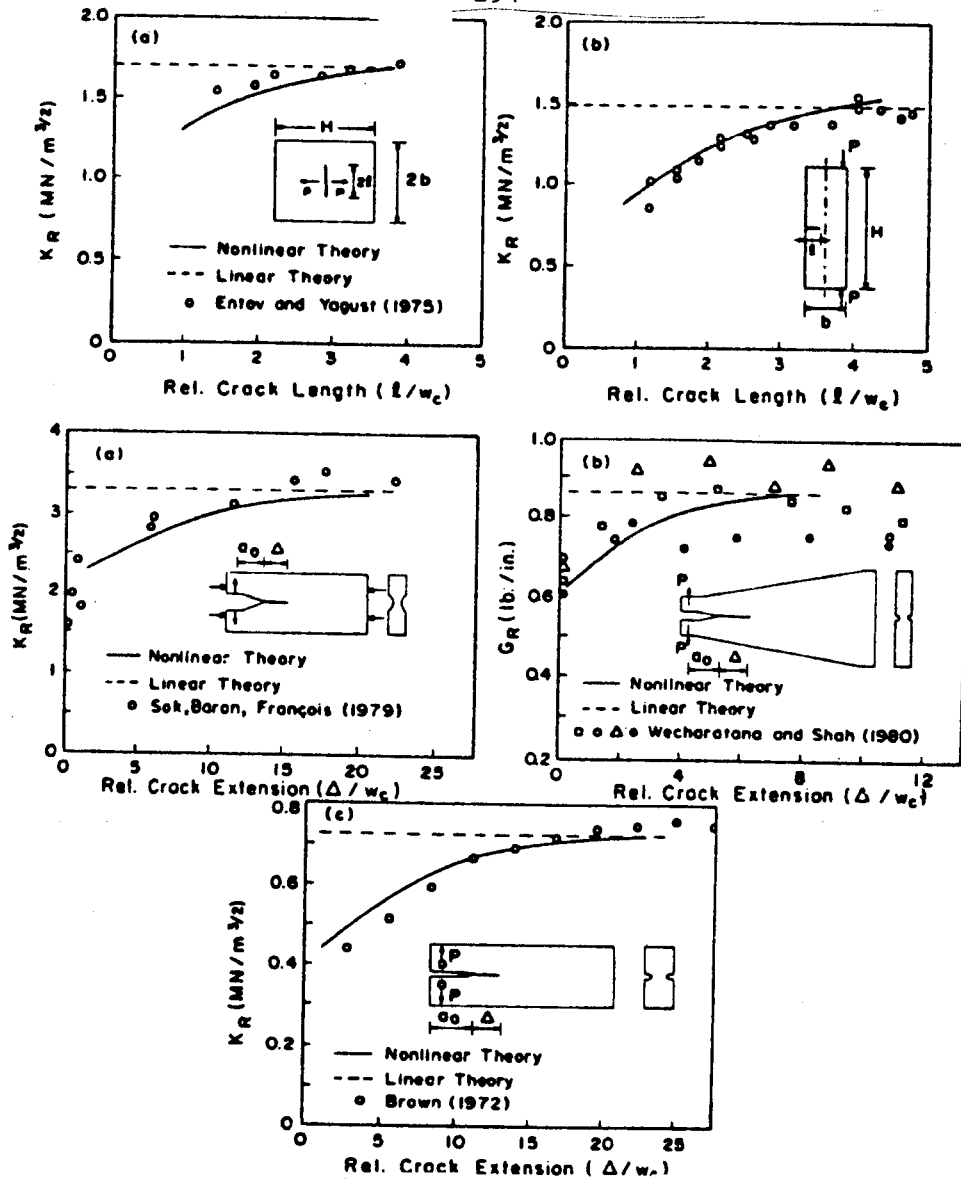 (a)
2.0
1.5
1.0
0.5
0
K_R (MN/m^3/2)
H
2b
P P 2ℓ
Nonlinear Theory
Linear Theory
Entov and Yagust (1975)
0 1 2 3 4 5
Rel. Crack Length (ℓ/w_c)
(b)
2.0
1.5
1.0
0.5
0
K_R (MN/m^3/2)
P
H
P
b
0 1 2 3 4 5
Rel. Crack Length (ℓ/w_c)
(a)
4
3
2
1
0
K_R (MN/m^3/2)
a_0 Δ
Nonlinear Theory
Linear Theory
Sok, Baron, François (1979)
0 5 10 15 20 25
Rel. Crack Extension (Δ/w_c)
(b)
1.0
0.8
0.6
0.4
0.2
G_R (lb./in.)
P
P
a_0 Δ
Nonlinear Theory
Linear Theory
Wecharatana and Shah (1980)
0 4 8 12
Rel. Crack Extension (Δ/w_c)
(c)
0.8
0.6
0.4
0.2
0
K_R (MN/m^3/2)
P
P
a_0 Δ
Nonlinear Theory
Linear Theory
Brown (1972)
0 5 10 15 20 25
Rel. Crack Extension (Δ/w_c)